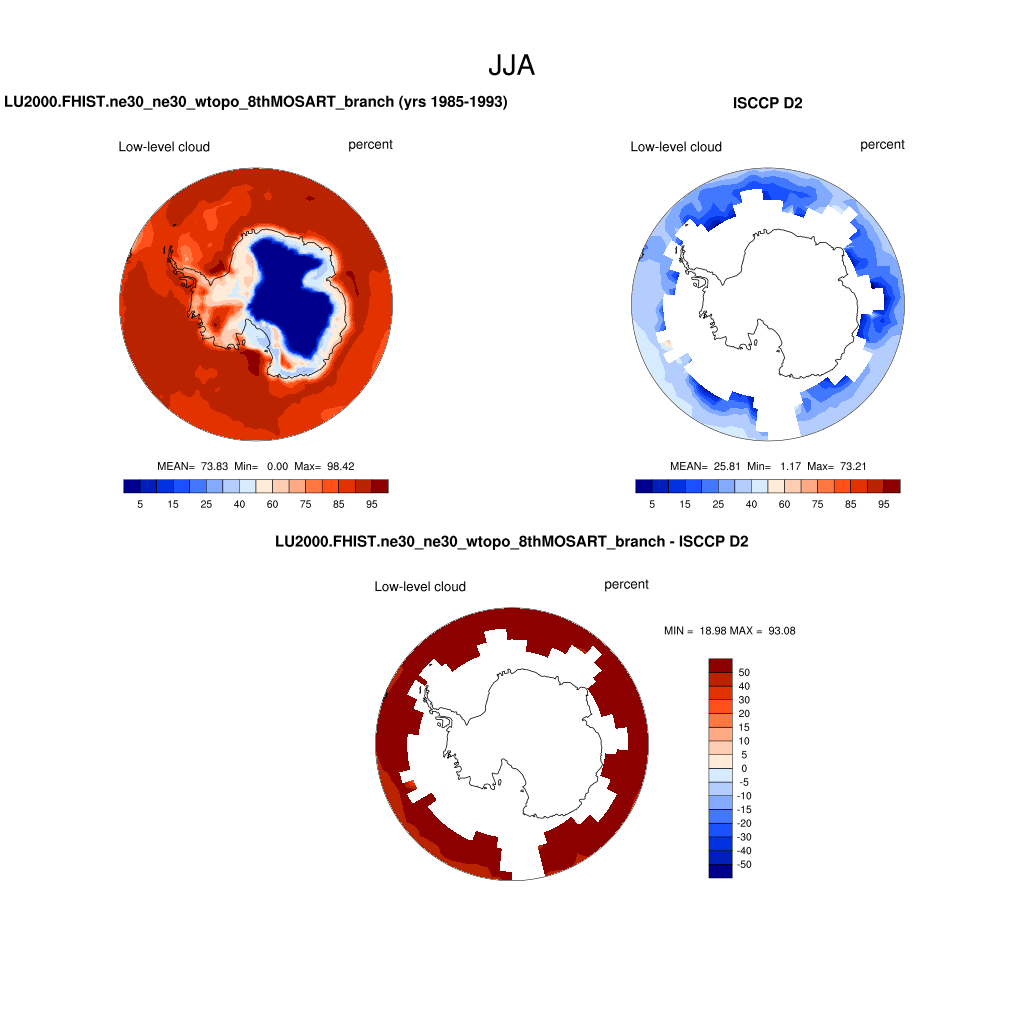 JJA
LU2000.FHIST.ne30_ne30_wtopo_8thMOSART_branch (yrs 1985-1993)
Low-level cloud percent
MEAN= 73.83 Min= 0.00 Max= 98.42
5 15 25 40 60 75 85 95
ISCCP D2
Low-level cloud percent
MEAN= 25.81 Min= 1.17 Max= 73.21
5 15 25 40 60 75 85 95
LU2000.FHIST.ne30_ne30_wtopo_8thMOSART_branch - ISCCP D2
Low-level cloud percent
MIN = 18.98 MAX = 93.08
50
40
30
20
15
10
5
0
-5
-10
-15
-20
-30
-40
-50